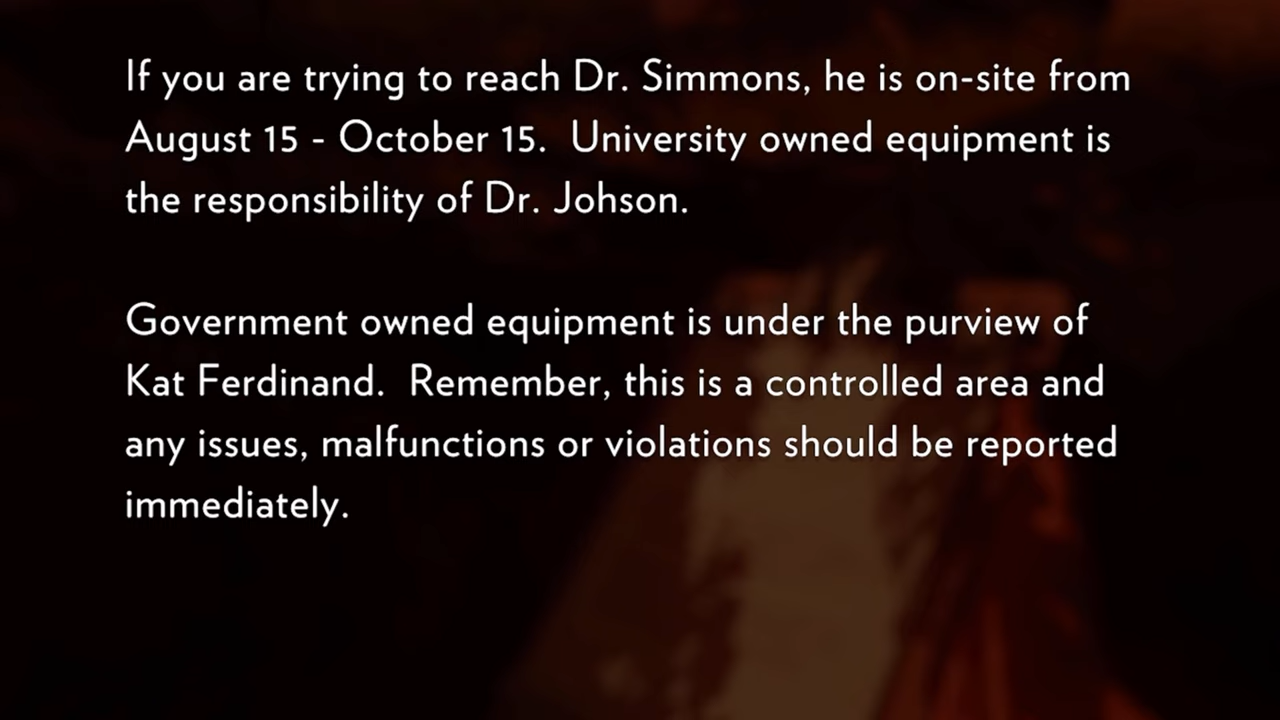 If you are trying to reach Dr. Simmons, he is on-site from
August 15 - October 15.  University owned equipment is
the responsibility of Dr. Johson.
Government owned equipment is under the purview of
Kat Ferdinand.  Remember, this is a controlled area and
any issues, malfunctions or violations should be reported
immediately.